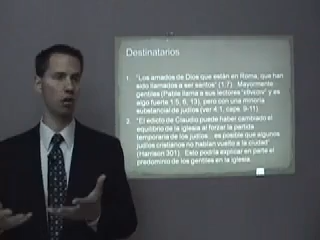 Destinatarios
1. "Los amados de Dios que están en Roma, que han
sido llamados a ser santos" (1.7). Mayormente
gentiles (Pablo llama a sus lectores "etnicos" y es
algo fuerte 1:5, 6, 13), pero con una minoría
substancial de judíos (ver 4:1, caps. 9-11)
2. "El edicto de Claudio puede haber cambiado el
equilibrio de la iglesia al forzar la partida
temporaria de los judíos... es posible que algunos
judíos cristianos no habían vuelto a la ciudad"
(Harrison 301). Esto podría explicar en parte el
predominio de los gentiles en la iglesia.